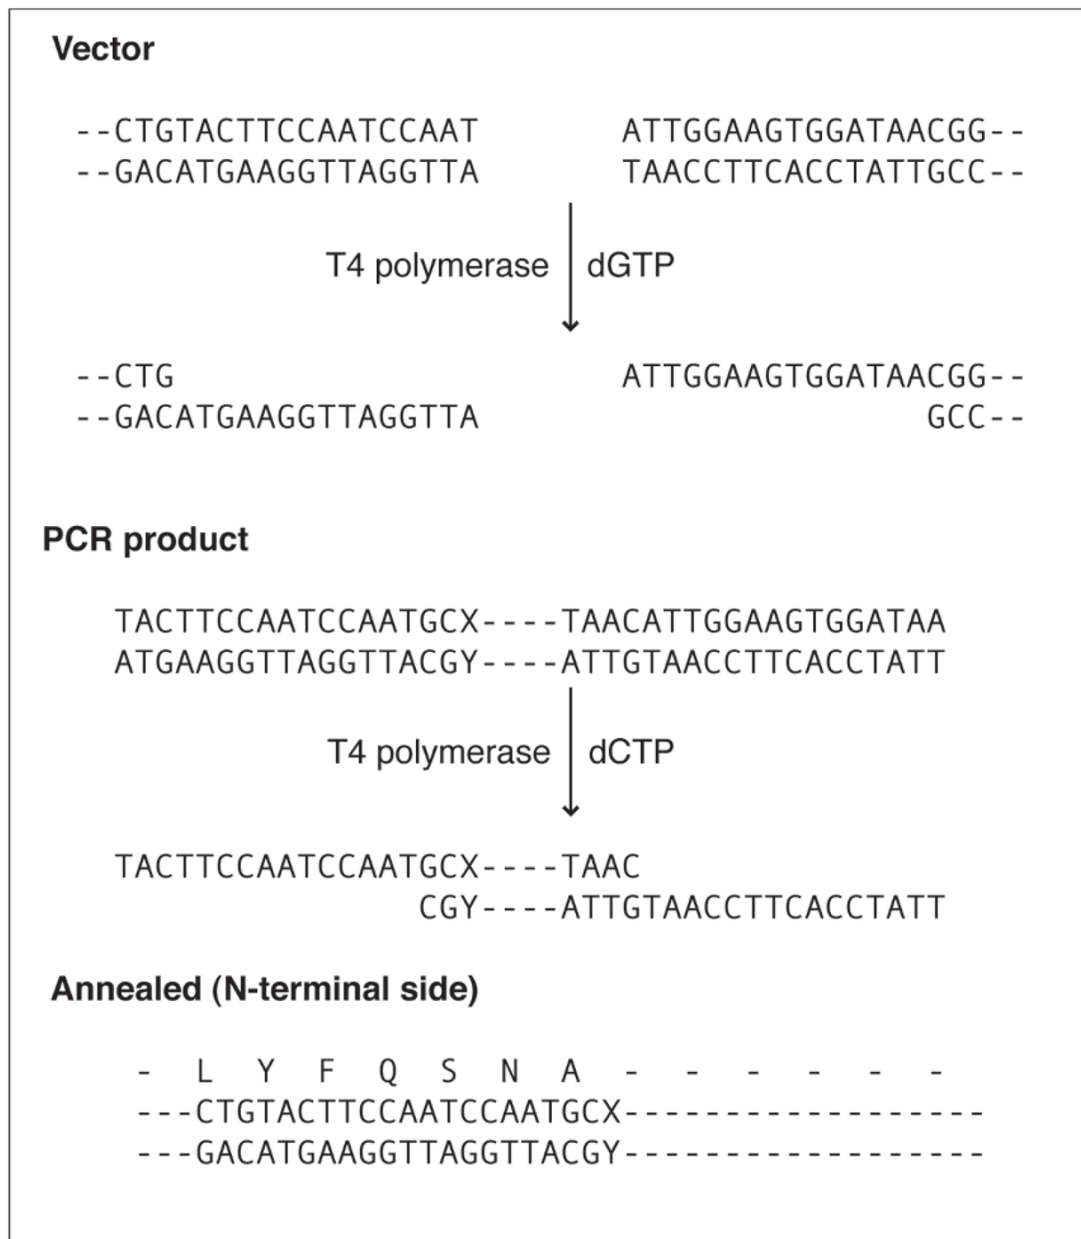 Vector
--CTGTACTTCCAATCCAAT ATTGGAAGTGGATAACGG--
--GACATGAAGGTTAGGTTA TAACCTTCACCTATTGCC--
T4 polymerase dGTP
--CTG ATTGGAAGTGGATAACGG--
--GACATGAAGGTTAGGTTA GCC--
PCR product
TACTTCCAATCCAATGCX----TAACATTGGAAGTGGATAA
ATGAAGGTTAGGTTACGY----ATTGTAACCTTCACCTATT
T4 polymerase dCTP
TACTTCCAATCCAATGCX----TAAC
CGY----ATTGTAACCTTCACCTATT
Annealed (N-terminal side)
- L Y F Q S N A - - - - - -
---CTGTACTTCCAATCCAATGCX------------------
---GACATGAAGGTTAGGTTACGY------------------